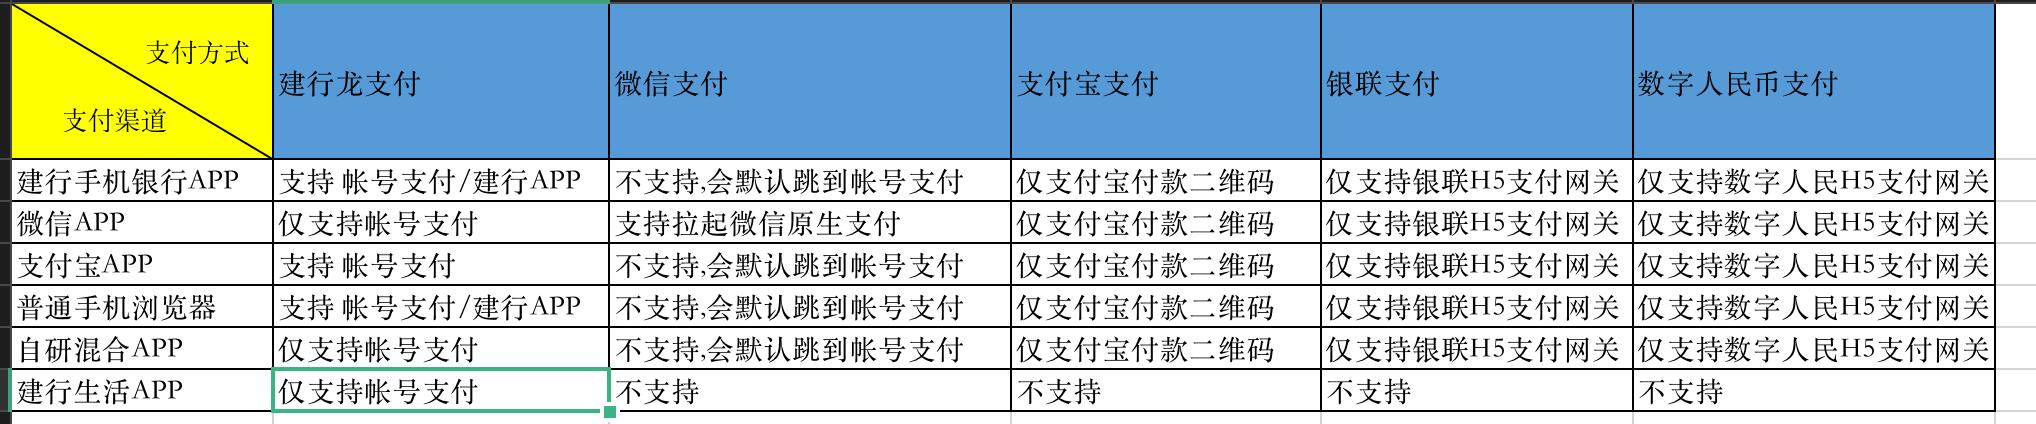 支付方式
支付渠道
建行龙支付
微信支付
支付宝支付
银联支付
数字人民币支付
建行手机银行APP 支持 帐号支付/建行APP 不支持,会默认跳到帐号支付 仅支付宝付款二维码 仅支持银联H5支付网关 仅支持数字人民H5支付网关
微信APP 仅支持帐号支付 支持拉起微信原生支付 仅支付宝付款二维码 仅支持银联H5支付网关 仅支持数字人民H5支付网关
支付宝APP 支持 帐号支付 不支持,会默认跳到帐号支付 仅支付宝付款二维码 仅支持银联H5支付网关 仅支持数字人民H5支付网关
普通手机浏览器 支持 帐号支付/建行APP 不支持,会默认跳到帐号支付 仅支付宝付款二维码 仅支持银联H5支付网关 仅支持数字人民H5支付网关
自研混合APP 仅支持帐号支付 不支持,会默认跳到帐号支付 仅支付宝付款二维码 仅支持银联H5支付网关 仅支持数字人民H5支付网关
建行生活APP 仅支持帐号支付 不支持 不支持 不支持 不支持